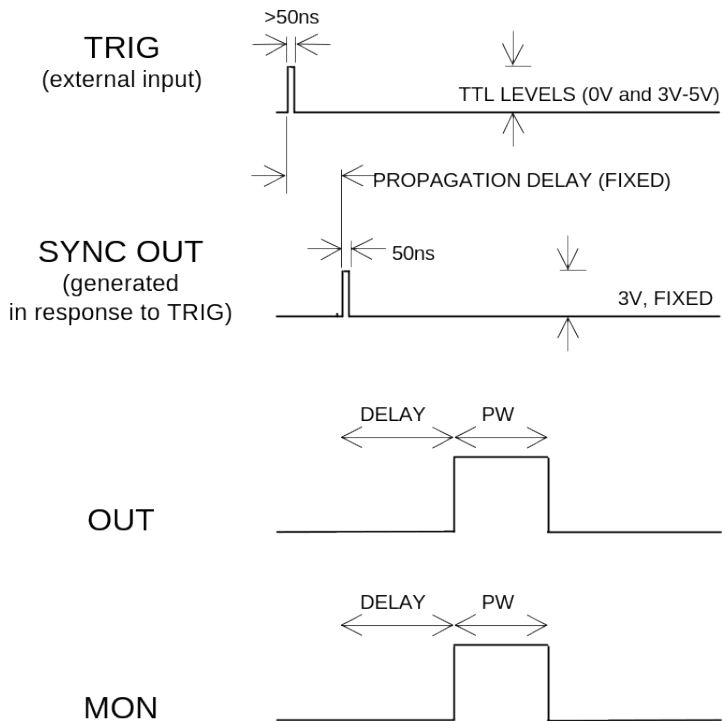 >50ns
TRIG
(external input)
TTL LEVELS (0V and 3V-5V)
PROPAGATION DELAY (FIXED)
SYNC OUT
(generated
in response to TRIG)
50ns
3V, FIXED
DELAY
PW
OUT
DELAY
PW
MON